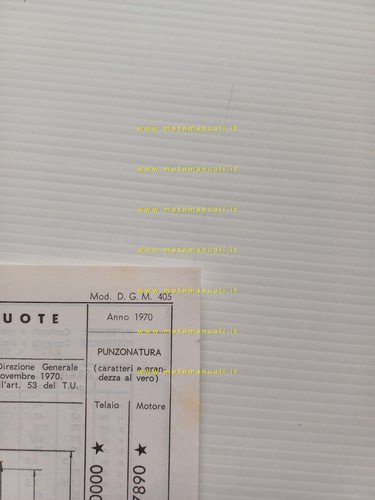 www.motomanuali.it
www.motomanuali.it
www.motomanuali.it
www.motomanuali.it
www.motomanuali.it
Mod. D. G. M. 405
UOTE
Anno 1970
www.motomanuali.it
PUNZONATURA
Direzione Generale
(caratteri e gran-
www.motomanuali.it
ovembre 1970.
dezza al vero)
ll'art. 53 del T.U.
Telaio
Motore
0000 ★
7890 ★